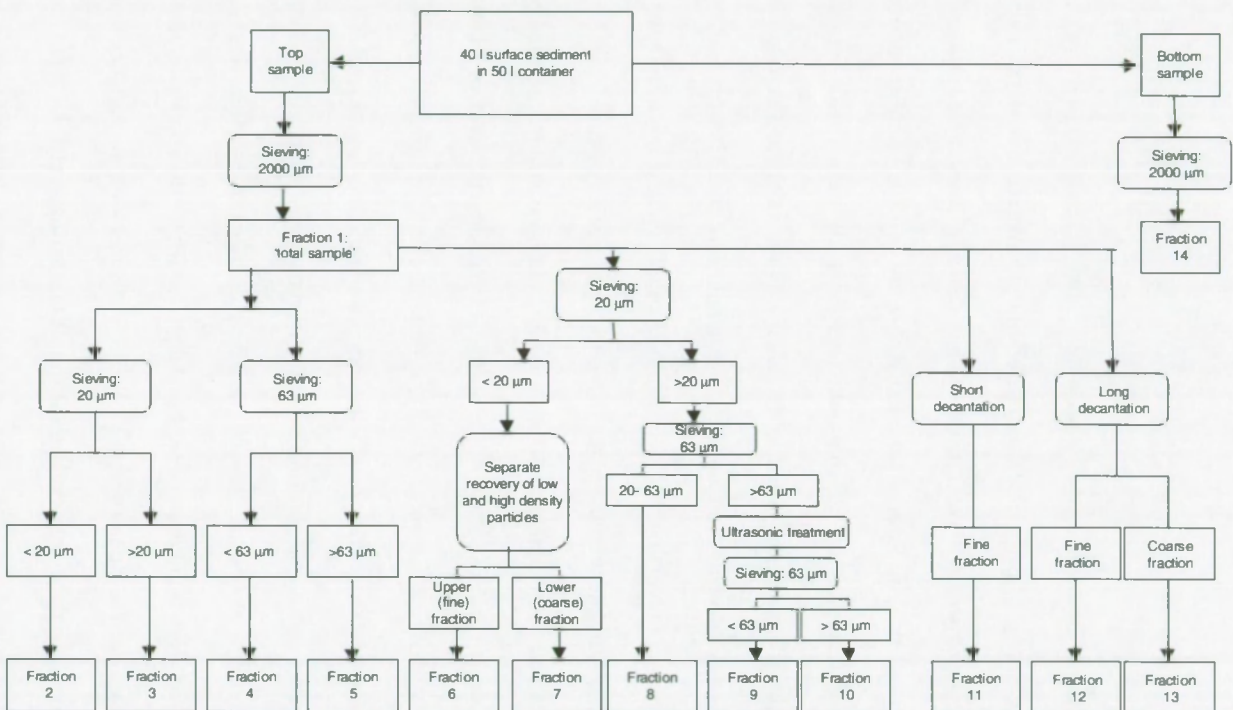 Top
sample
40 l surface sediment
in 50 l container
Bottom
sample
Sieving:
2000 µm
Sieving:
2000 µm
Fraction 1:
'total sample'
Fraction
14
Sieving:
20 µm
Sieving:
20 µm
Sieving:
63 µm
< 20 µm
>20 µm
Short
decantation
Long
decantation
Sieving:
63 µm
Separate
recovery of low
and high density
particles
20- 63 µm
>63 µm
Ultrasonic treatment
< 20 µm
>20 µm
< 63 µm
>63 µm
Fine
fraction
Fine
fraction
Coarse
fraction
Sieving: 63 µm
Upper
(fine)
fraction
Lower
(coarse)
fraction
< 63 µm
> 63 µm
Fraction
2
Fraction
3
Fraction
4
Fraction
5
Fraction
6
Fraction
7
Fraction
8
Fraction
9
Fraction
10
Fraction
11
Fraction
12
Fraction
13